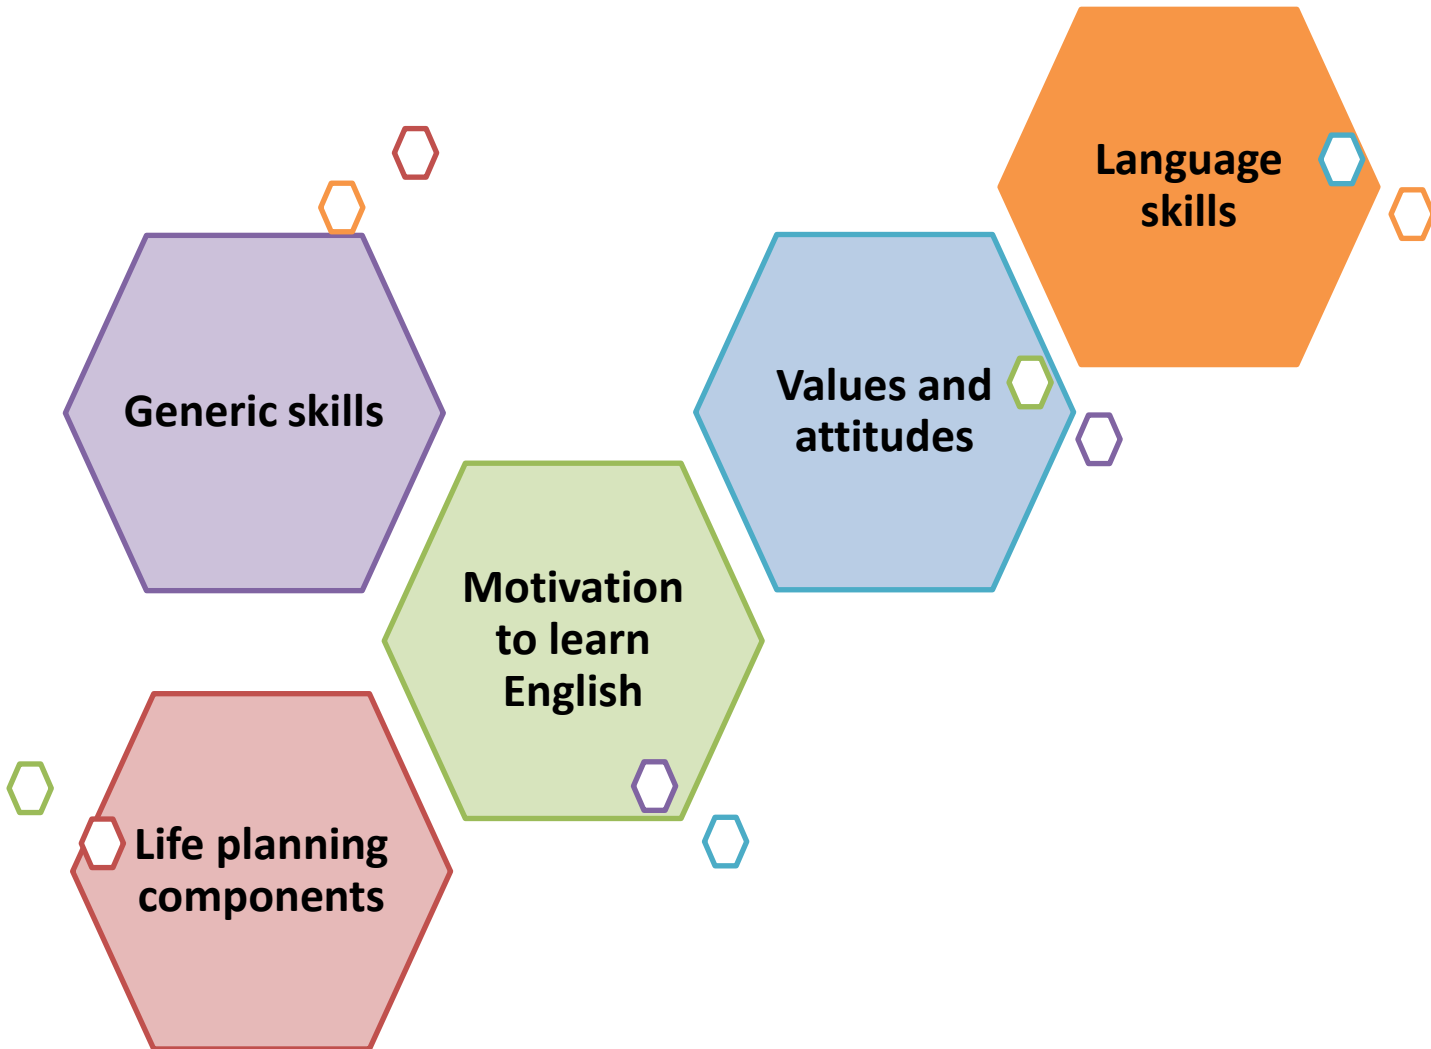 Language
skills
Generic skills
Values and
attitudes
Motivation
to learn
English
Life planning
components